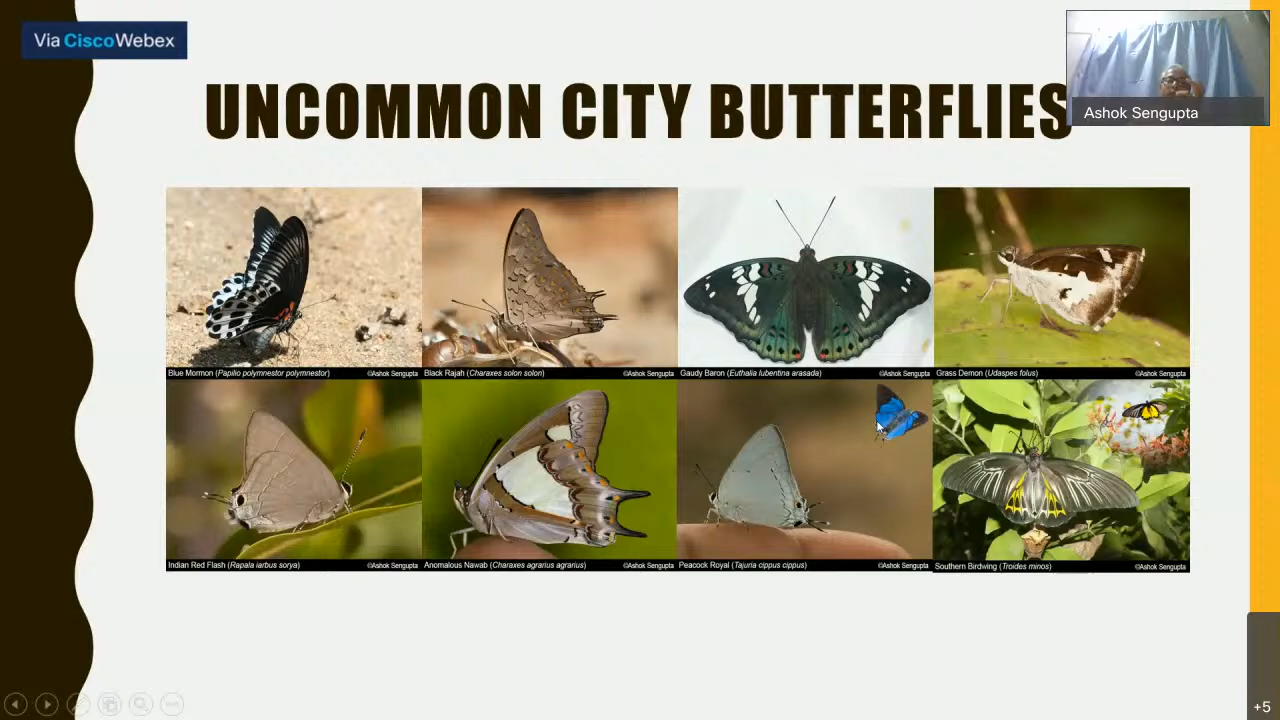 Via CiscoWebex
UNCOMMON CITY BUTTERFLIES
Ashok Sengupta
Blue Mormon (Papilio polymnestor polymnestor) ©Ashok Sengupta
Black Rajah (Charaxes solon solon) ©Ashok Sengupta
Gaudy Baron (Euthalia lubentina arasada) ©Ashok Sengupta
Grass Demon (Udaspes folus) ©Ashok Sengupta
Indian Red Flash (Rapala iarbus sorya) ©Ashok Sengupta
Anomalous Nawab (Charaxes agrarius agrarius) ©Ashok Sengupta
Peacock Royal (Tajuria cippus cippus) ©Ashok Sengupta
Southern Birdwing (Troides minos) ©Ashok Sengupta
+5